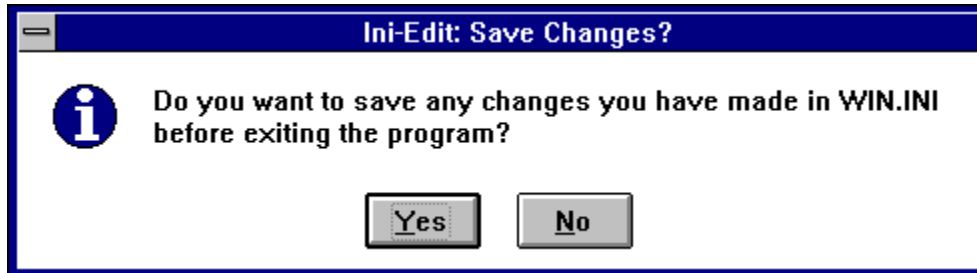 Ini-Edit: Save Changes?
Do you want to save any changes you have made in WIN.INI
before exiting the program?
Yes No